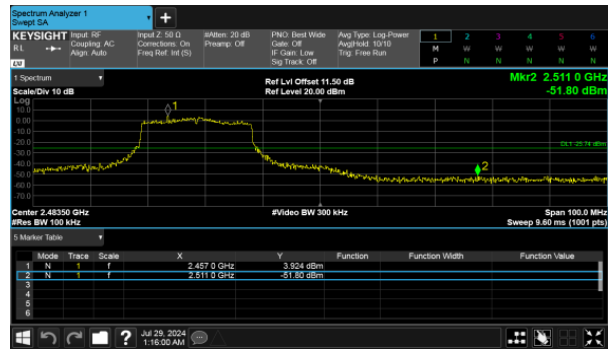 Spectrum Analyzer 1
Swept SA
+
KEYSIGHT Input: RF Input Z: 50 Ω #Atten: 20 dB PNO: Best Wide Avg Type: Log-Power 1 2 3 4 5 6
RL Coupling: AC Corrections: On Preamp: Off Gate: Off Avg|Hold: 10/10 M W W W W W
Align: Auto Freq Ref: Int (S) IF Gain: Low Trig: Free Run P N N N N N
LXI Sig Track: Off
1 Spectrum Ref Lvl Offset 11.50 dB Mkr2 2.511 0 GHz
Scale/Div 10 dB Ref Level 20.00 dBm -51.80 dBm
Log
10.0
0.00
-10.0
-20.0
-30.0
-40.0
-50.0
-60.0
-70.0
1
DL1 -25.74 dBm
2
Center 2.48350 GHz #Video BW 300 kHz Span 100.0 MHz
#Res BW 100 kHz Sweep 9.60 ms (1001 pts)
5 Marker Table
Mode Trace Scale X Y Function Function Width Function Value
1 N 1 f 2.457 0 GHz 3.924 dBm
2 N 1 f 2.511 0 GHz -51.80 dBm
3
4
5
6
? Jul 29, 2024
1:16:00 AM